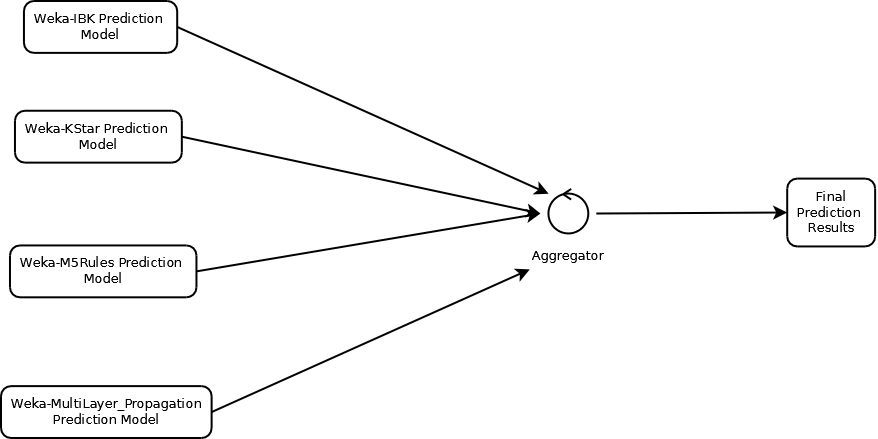 Weka-IBK Prediction
Model
Weka-KStar Prediction
Model
Weka-M5Rules Prediction
Model
Weka-MultiLayer_Propagation
Prediction Model
Aggregator
Final
Prediction
Results